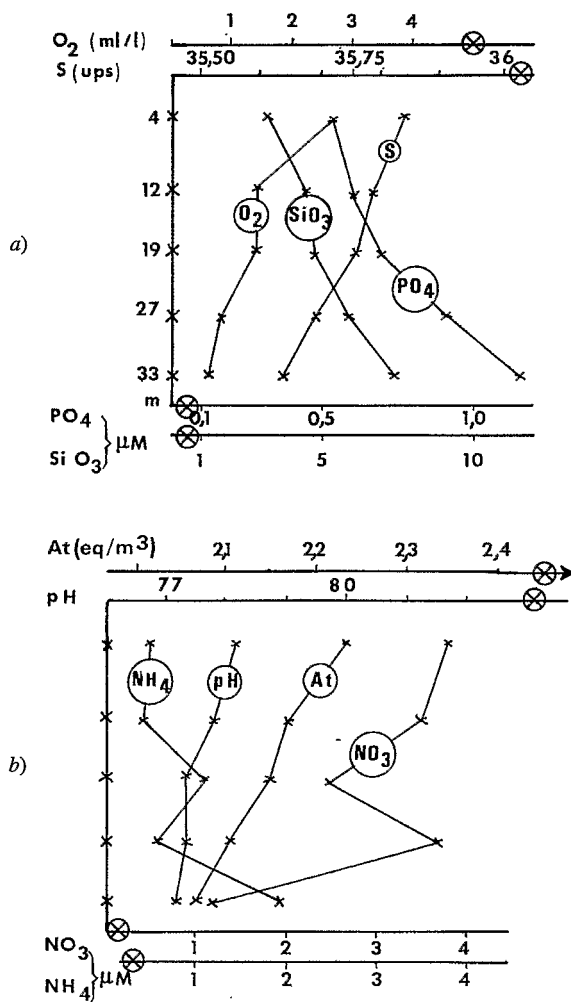 1 2 3 4
O2 (ml/l)
35,50 35,75 36
S (ups)
4
S
12
O2 SiO3
a)
19
PO4
27
33
m
PO4 0,1 0,5 1,0
} µM
Si O3 1 5 10
At (eq/m3) 2,1 2,2 2,3 2,4
pH 77 80
NH4 pH At
NO3
b)
NO3 1 2 3 4
} µM
NH4 1 2 3 4